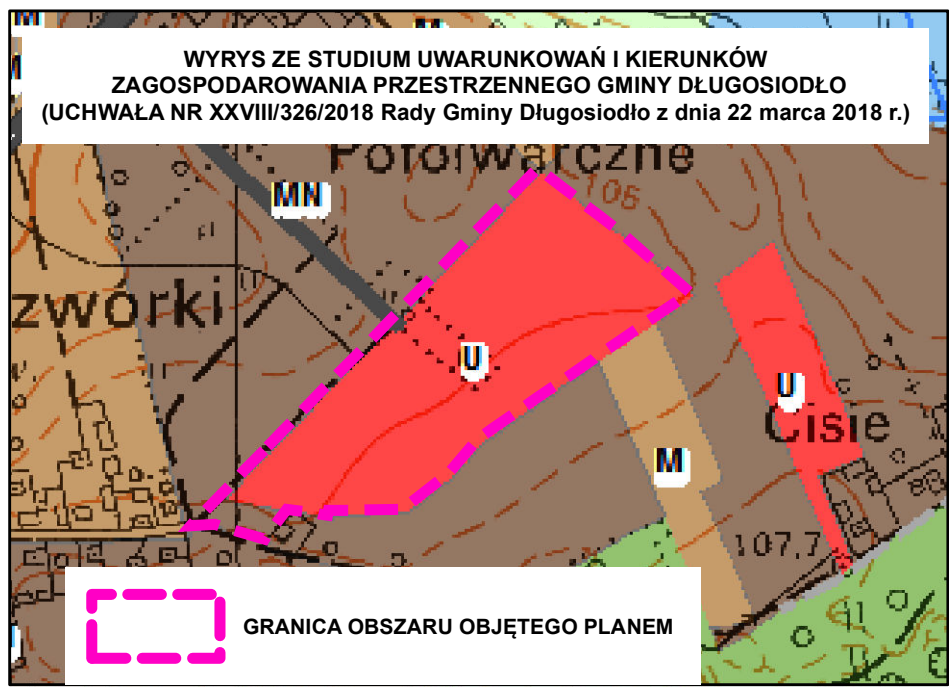 M
WYRYS ZE STUDIUM UWARUNKOWAŃ I KIERUNKÓW
ZAGOSPODAROWANIA PRZESTRZENNEGO GMINY DŁUGOSIODŁO
(UCHWAŁA NR XXVIII/326/2018 Rady Gminy Długosiodło z dnia 22 marca 2018 r.)
Pofolwarczne
MN
105
zworki
U
U
Cisie
M
107,7
GRANICA OBSZARU OBJĘTEGO PLANEM